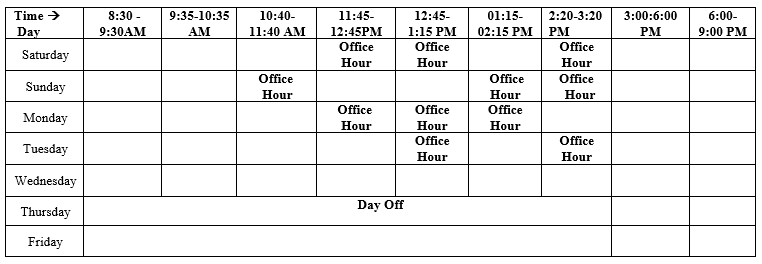 Time → 8:30 - 9:35-10:35 10:40- 11:45- 12:45- 01:15- 2:20-3:20 3:00:6:00 6:00-
Day 9:30AM AM 11:40 AM 12:45PM 1:15 PM 02:15 PM PM PM 9:00 PM
Saturday Office Office Office
Hour Hour Hour
Sunday Office Office Office
Hour Hour Hour
Monday Office Office Office
Hour Hour Hour
Tuesday Office Office
Hour Hour
Wednesday
Thursday Day Off
Friday